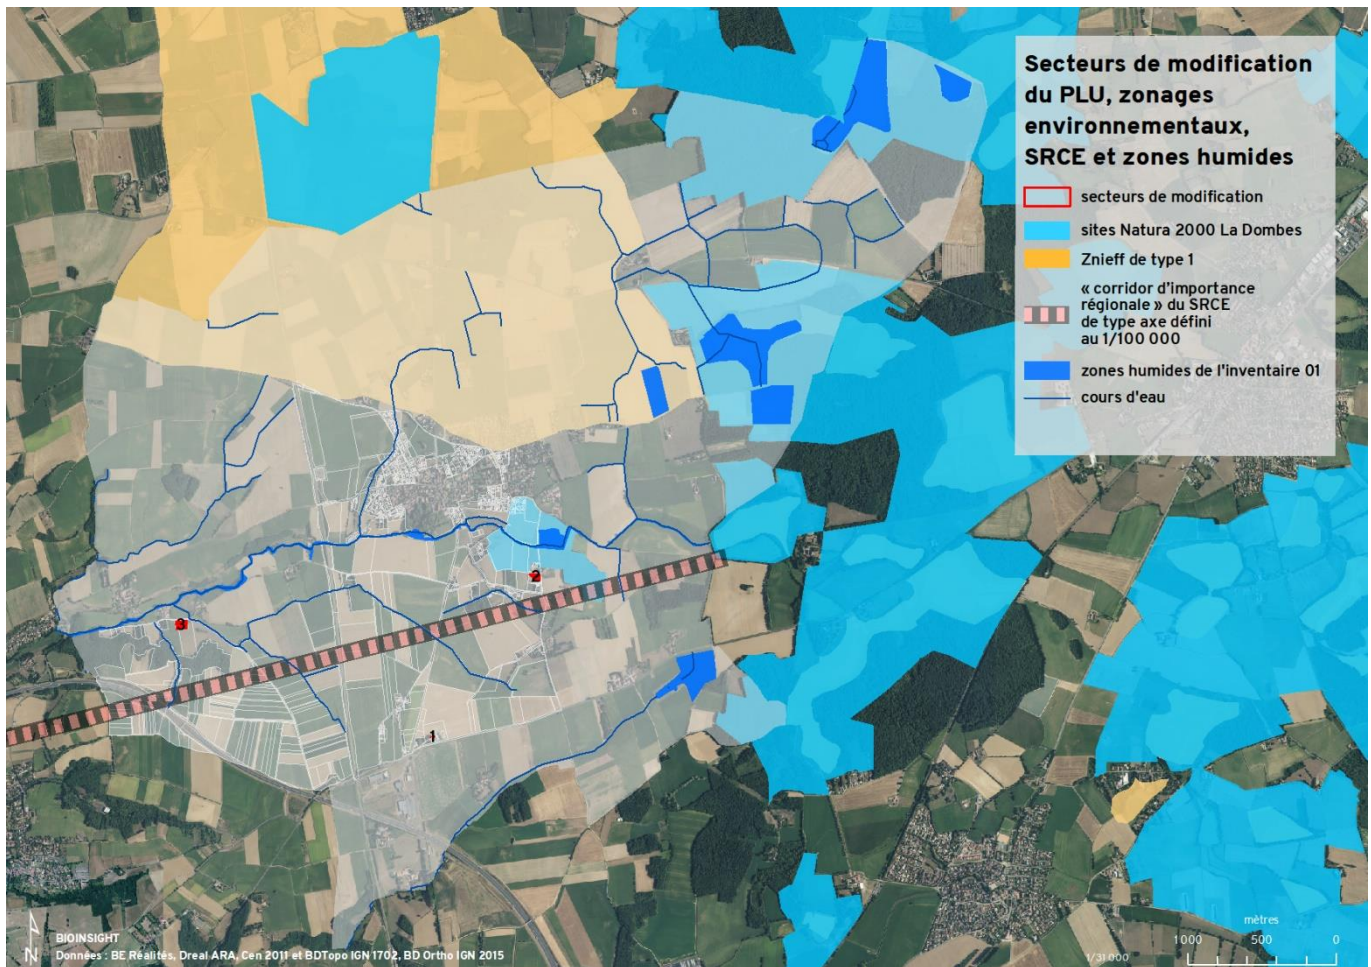 Secteurs de modification
du PLU, zonages
environnementaux,
SRCE et zones humides
secteurs de modification
sites Natura 2000 La Dombes
Znieff de type 1
« corridor d'importance
régionale » du SRCE
de type axe défini
au 1/100 000
zones humides de l'inventaire 01
cours d'eau
2
3
1
N
BIOINSIGHT
Données : BE Réalités, Dreal ARA, Cen 2011 et BDTopo IGN 1702, BD Ortho IGN 2015
mètres
1000 500 0
1/31 000